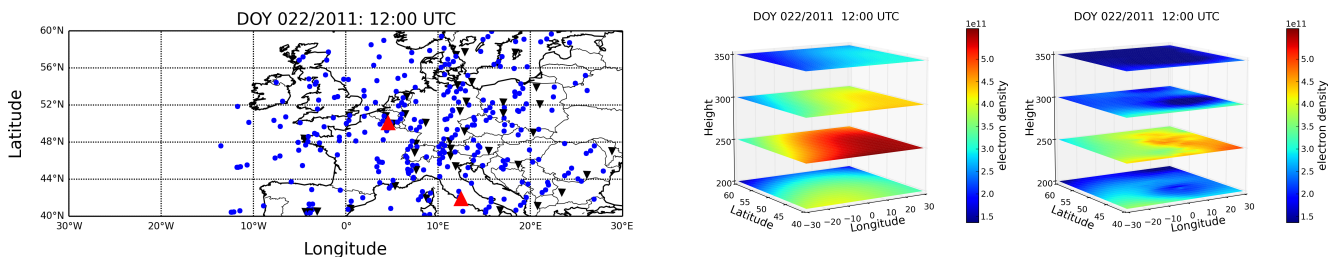 DOY 022/2011: 12:00 UTC
60°N
56°N
52°N
48°N
44°N
40°N
Latitude
30°W
20°W
10°W
0°
10°E
20°E
30°E
Longitude
DOY 022/2011 12:00 UTC
350
300
250
200
Height
60
55
50
45
40
Latitude
−30
−20
−10
0
10
20
30
Longitude
1e11
5.0
4.5
4.0
3.5
3.0
2.5
2.0
1.5
electron density
DOY 022/2011 12:00 UTC
350
300
250
200
Height
60
55
50
45
40
Latitude
−30
−20
−10
0
10
20
30
Longitude
1e11
5.0
4.5
4.0
3.5
3.0
2.5
2.0
1.5
electron density